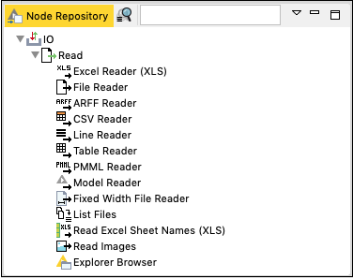 Node Repository
IO
Read
XLS Excel Reader (XLS)
File Reader
ARFF ARFF Reader
CSV Reader
Line Reader
Table Reader
PMML PMML Reader
Model Reader
Fixed Width File Reader
List Files
XLS Read Excel Sheet Names (XLS)
Read Images
Explorer Browser